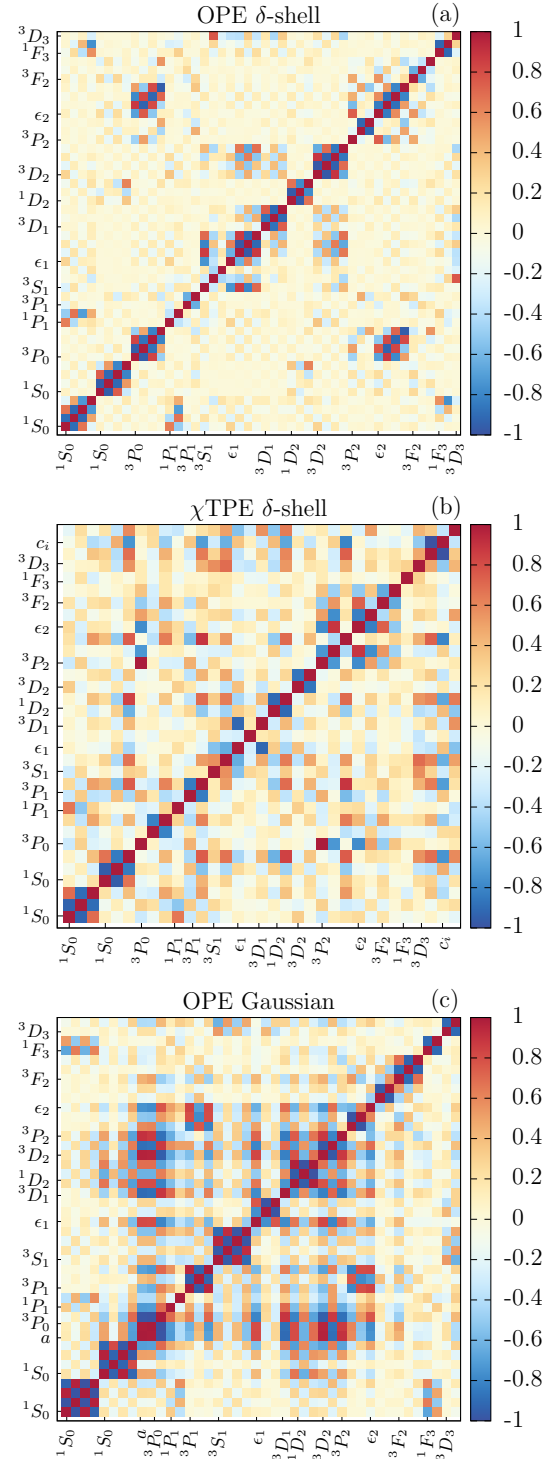 OPE δ-shell (a)
³D₃
¹F₃
³F₂
ϵ₂
³P₂
³D₂
¹D₂
³D₁
ϵ₁
³S₁
³P₁
¹P₁
³P₀
¹S₀
¹S₀
¹S₀ ¹S₀ ³P₀ ¹P₁ ³P₁ ³S₁ ϵ₁ ³D₁ ¹D₂ ³D₂ ³P₂ ϵ₂ ³F₂ ¹F₃ ³D₃
1
0.8
0.6
0.4
0.2
0
-0.2
-0.4
-0.6
-0.8
-1
χTPE δ-shell (b)
cᵢ
³D₃
¹F₃
³F₂
ϵ₂
³P₂
³D₂
¹D₂
³D₁
ϵ₁
³S₁
³P₁
¹P₁
³P₀
¹S₀
¹S₀
¹S₀ ¹S₀ ³P₀ ¹P₁ ³P₁ ³S₁ ϵ₁ ³D₁ ¹D₂ ³D₂ ³P₂ ϵ₂ ³F₂ ¹F₃ ³D₃ cᵢ
1
0.8
0.6
0.4
0.2
0
-0.2
-0.4
-0.6
-0.8
-1
OPE Gaussian (c)
³D₃
¹F₃
³F₂
ϵ₂
³P₂
³D₂
¹D₂
³D₁
ϵ₁
³S₁
³P₁
¹P₁
³P₀
a
¹S₀
¹S₀
¹S₀ ¹S₀ a ³P₀ ¹P₁ ³P₁ ³S₁ ϵ₁ ³D₁ ¹D₂ ³D₂ ³P₂ ϵ₂ ³F₂ ¹F₃ ³D₃
1
0.8
0.6
0.4
0.2
0
-0.2
-0.4
-0.6
-0.8
-1